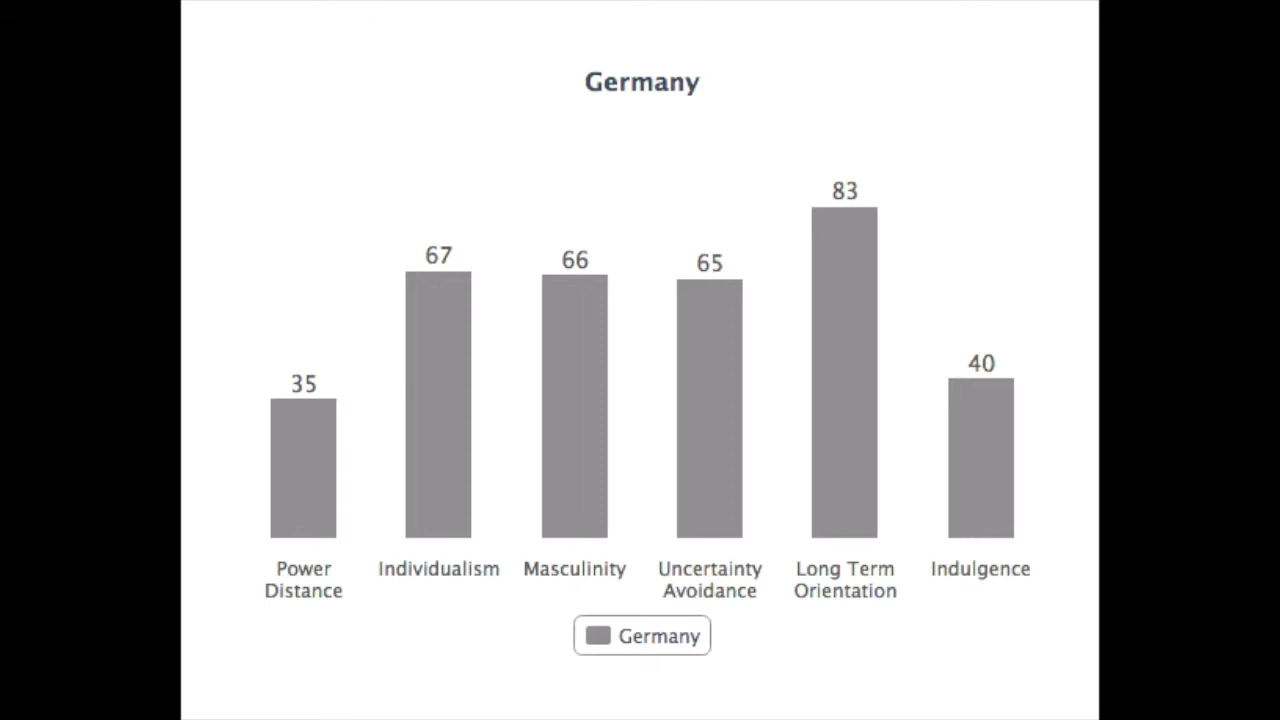 Germany
83
67
66
65
40
35
Power
Distance
Individualism
Masculinity
Uncertainty
Avoidance
Long Term
Orientation
Indulgence
Germany